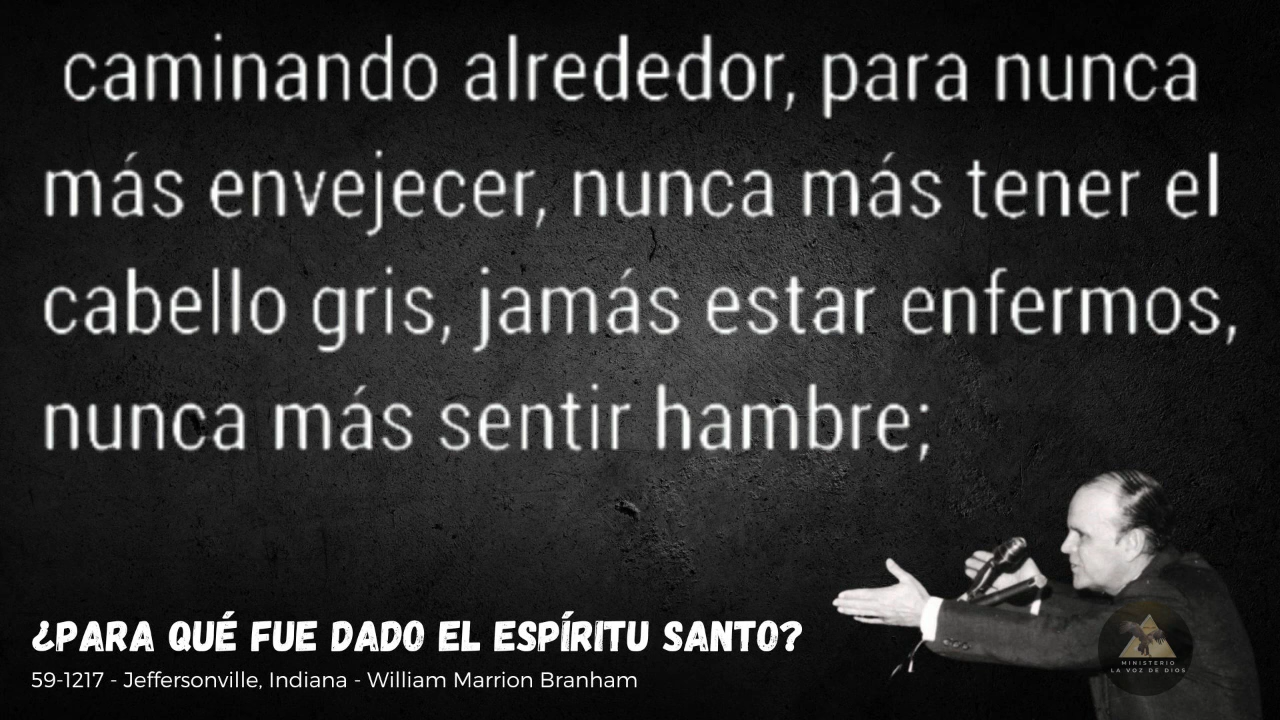 caminando alrededor, para nunca
más envejecer, nunca más tener el
cabello gris, jamás estar enfermos,
nunca más sentir hambre;
¿PARA QUÉ FUE DADO EL ESPÍRITU SANTO?
59-1217 - Jeffersonville, Indiana - William Marrion Branham
MINISTERIO
LA VOZ DE DIOS